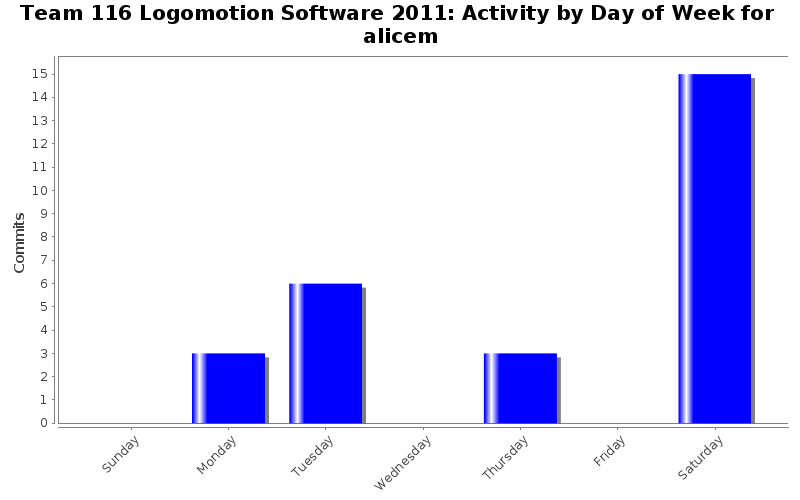 Team 116 Logomotion Software 2011: Activity by Day of Week for
alicem
15
14
13
12
11
10
9
8
7
6
5
4
3
2
1
0
Commits
Sunday
Monday
Tuesday
Wednesday
Thursday
Friday
Saturday